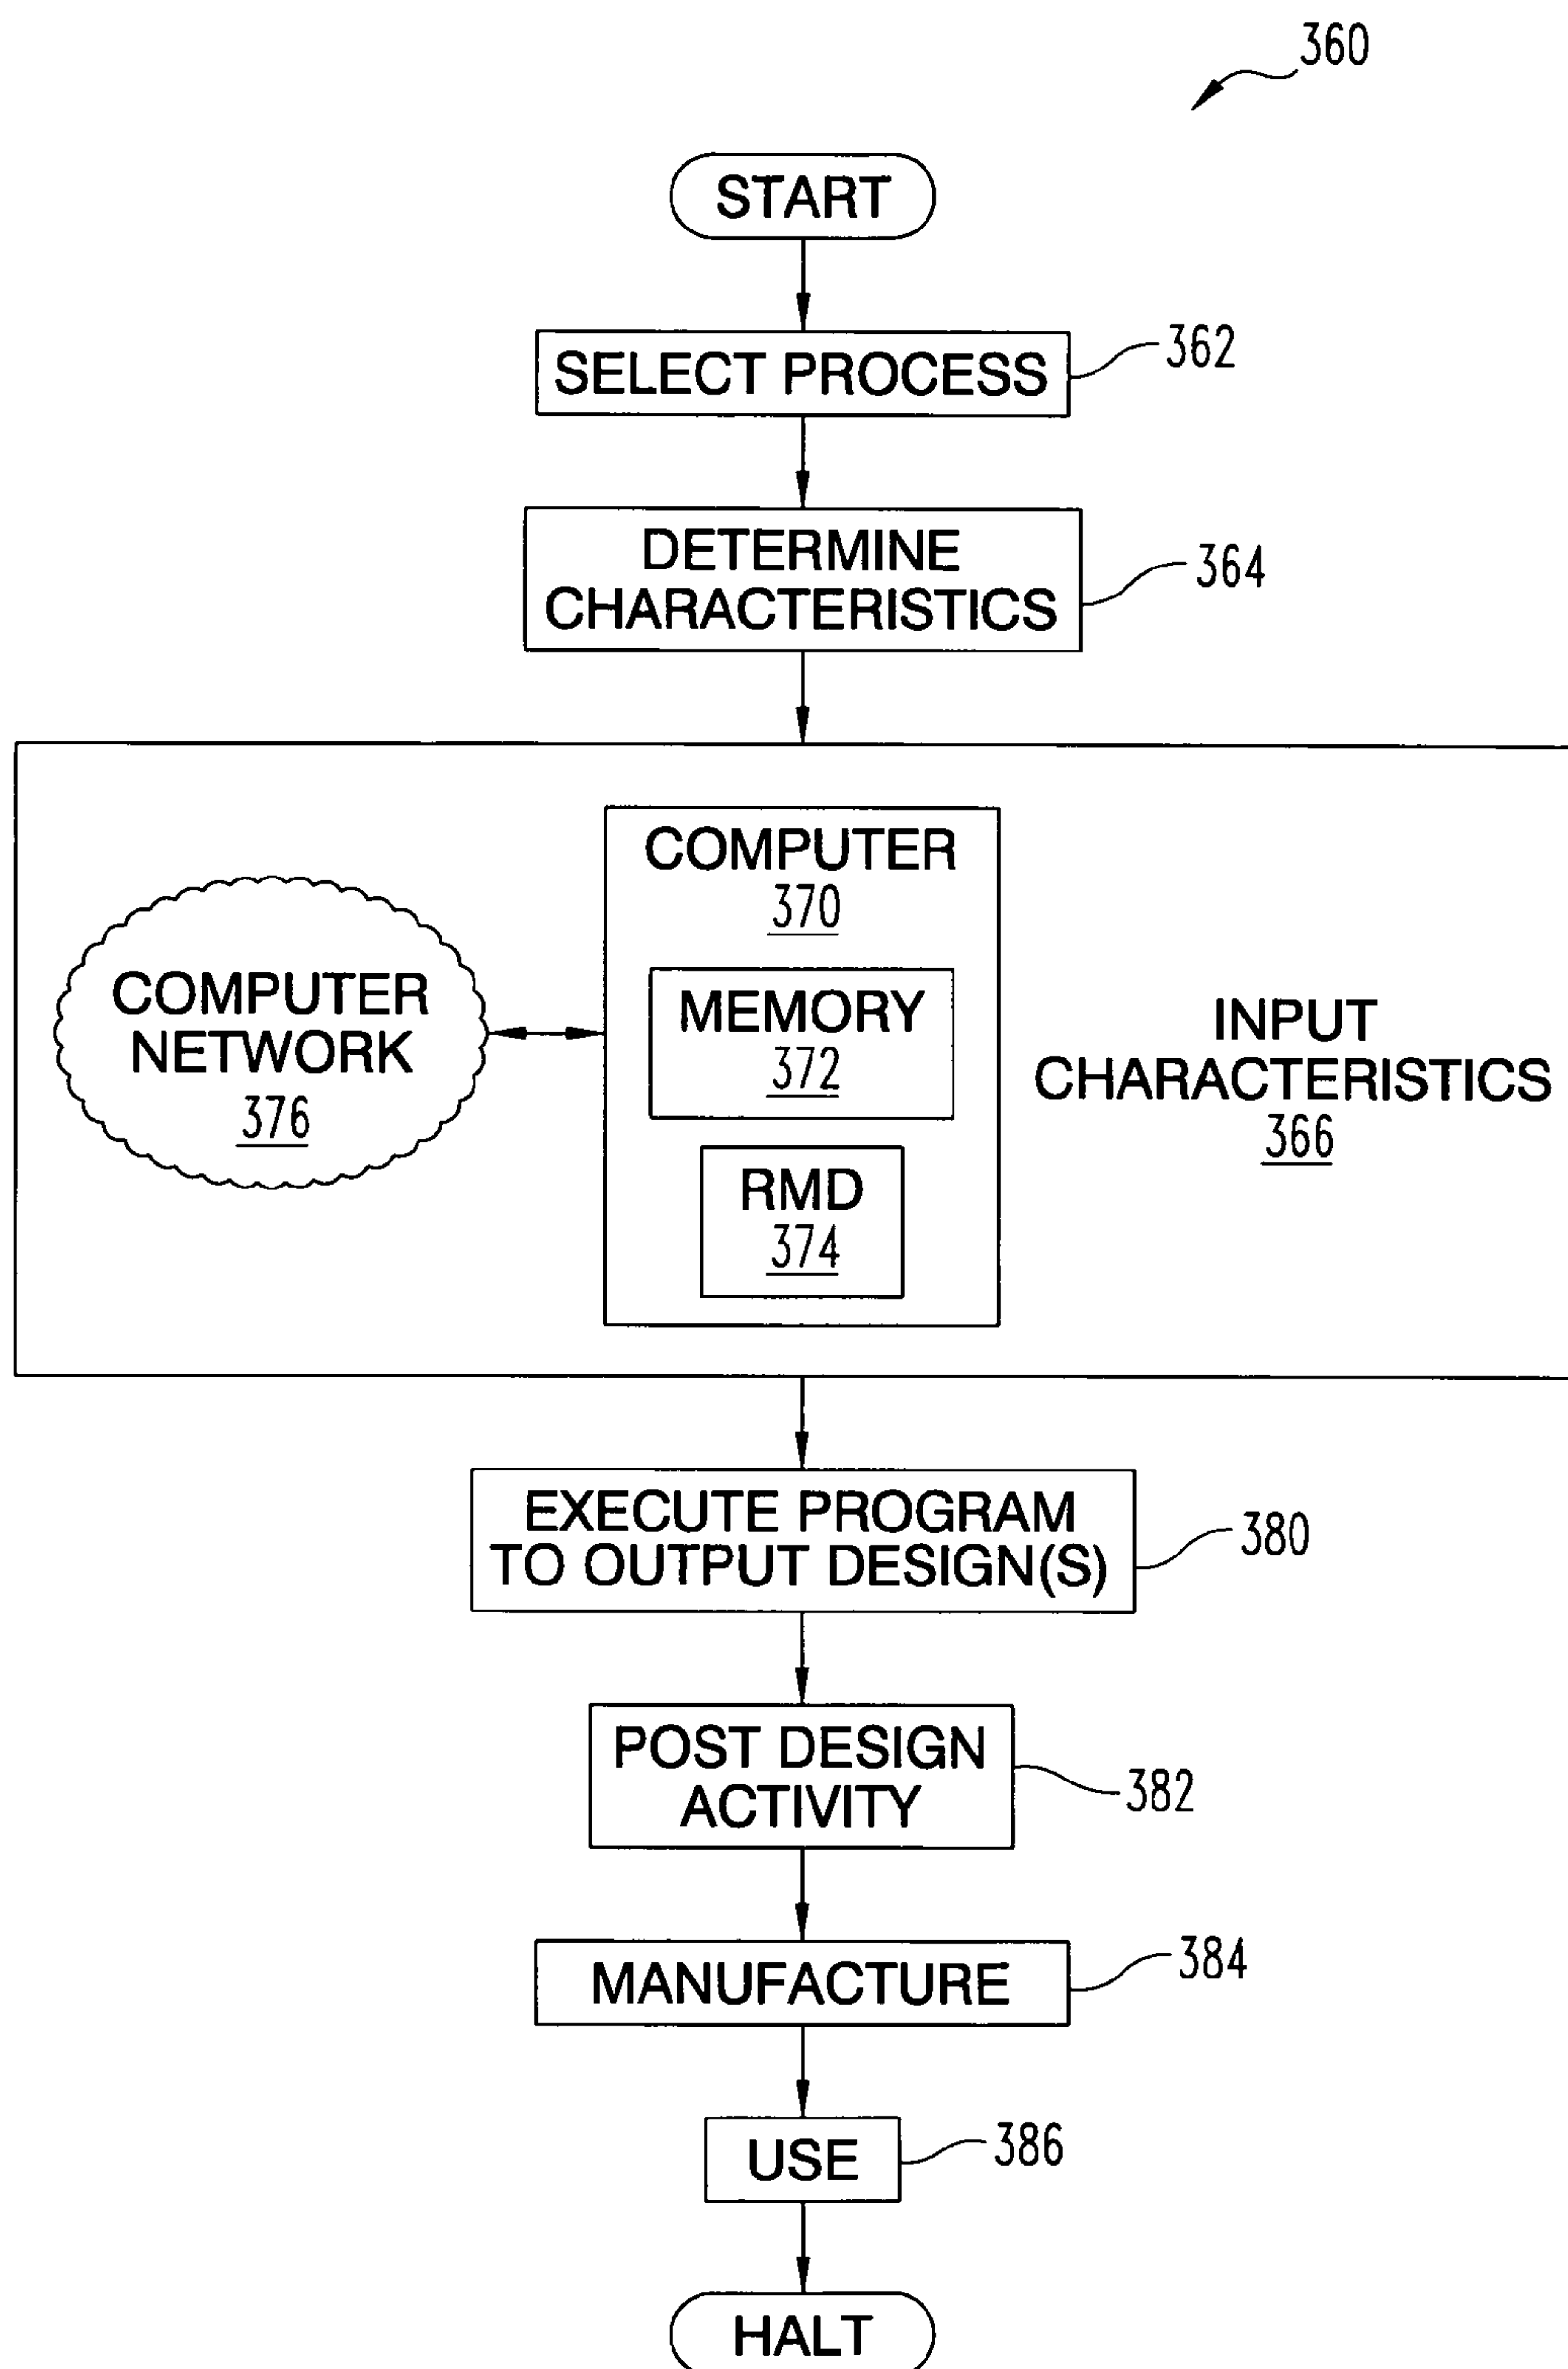 360
START
SELECT PROCESS
362
DETERMINE
CHARACTERISTICS
364
COMPUTER
NETWORK
376
COMPUTER
370
MEMORY
372
RMD
374
INPUT
CHARACTERISTICS
366
EXECUTE PROGRAM
TO OUTPUT DESIGN(S)
380
POST DESIGN
ACTIVITY
382
MANUFACTURE
384
USE
386
HALT